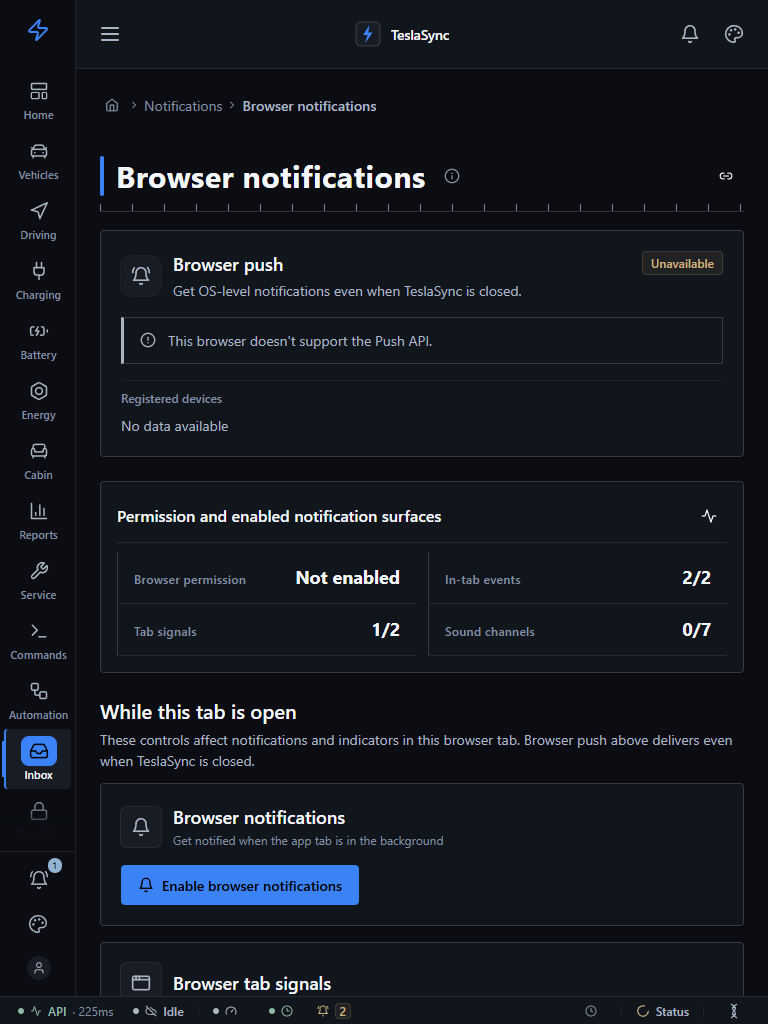 TeslaSync
Home
Vehicles
Driving
Charging
Battery
Energy
Cabin
Reports
Service
Commands
Automation
Inbox
1
Notifications
Browser notifications
Browser notifications
Browser push
Unavailable
Get OS-level notifications even when TeslaSync is closed.
This browser doesn't support the Push API.
Registered devices
No data available
Permission and enabled notification surfaces
Browser permission
Not enabled
In-tab events
2/2
Tab signals
1/2
Sound channels
0/7
While this tab is open
These controls affect notifications and indicators in this browser tab. Browser push above delivers even
when TeslaSync is closed.
Browser notifications
Get notified when the app tab is in the background
Enable browser notifications
Browser tab signals
API · 225ms
Idle
2
Status